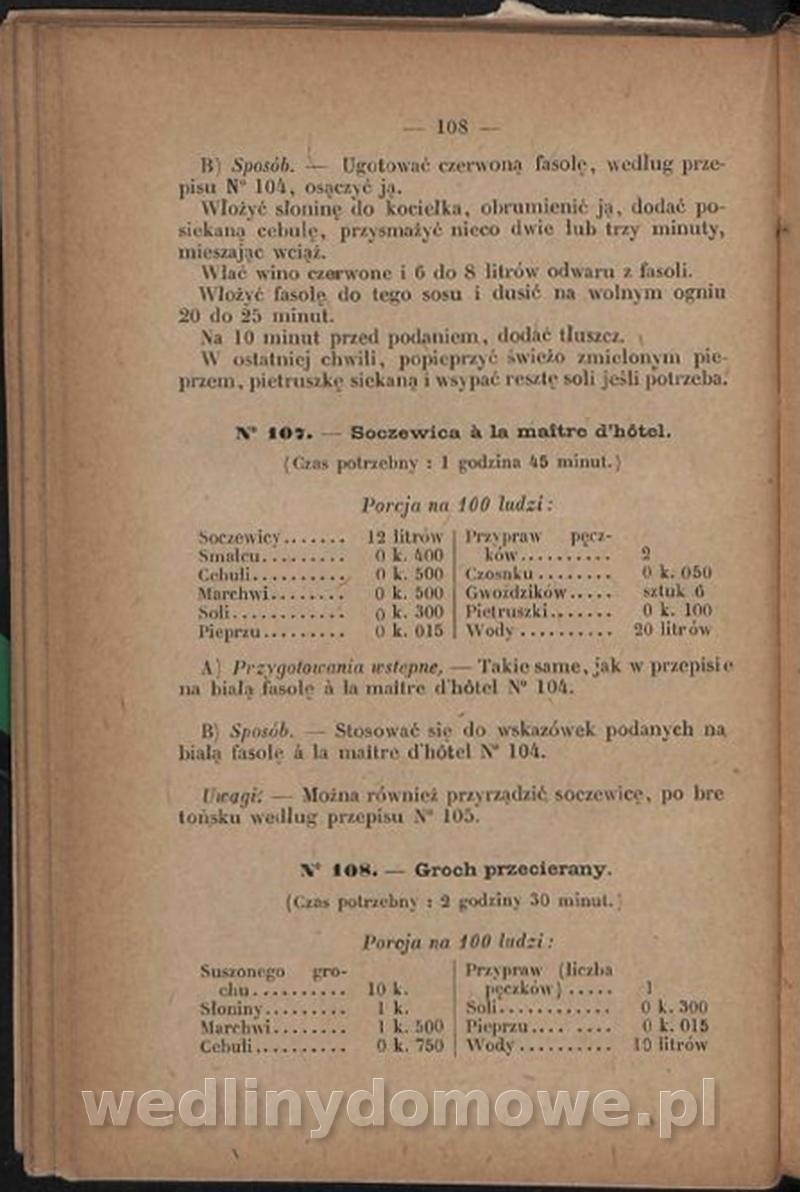 — 108 —
B) Sposób. — Ugotować czerwoną fasolę, według prze-
pisu Nº 104, osączyć ją.
Włożyć słoninę do kociełka, obrumienić ją, dodać po-
siekaną cebulę, przysmażyć nieco dwie lub trzy minuty,
mieszając wciąż.
Wlać wino czerwone i 6 do 8 litrów odwaru z fasoli.
Włożyć fasolę do tego sosu i dusić na wolnym ogniu
20 do 25 minut.
Na 10 minut przed podaniem, dodać tłuszcz.
W ostatniej chwili, popieprzyć świeżo zmielonym pie-
przem, pietruszkę siekaną i wsypać resztę soli jeśli potrzeba.
Nº 107. — Soczewica à la maître d'hôtel.
(Czas potrzebny : 1 godzina 45 minut.)
Porcja na 100 ludzi :
Soczewicy....... 12 litrów
Smalcu......... 0 k. 400
Cebuli.......... 0 k. 500
Marchwi........ 0 k. 500
Soli............ 0 k. 300
Pieprzu......... 0 k. 015
Przypraw pęcz-
ków.......... 2
Czosnku........ 0 k. 050
Gwoździków..... sztuk 6
Pietruszki....... 0 k. 100
Wody.......... 20 litrów
A) Przygotowania wstępne, — Takie same, jak w przepisie
na białą fasolę à la maître d'hôtel Nº 104.
B) Sposób. — Stosować się do wskazówek podanych na
białą fasolę à la maître d'hôtel Nº 104.
Uwagi: — Można również przyrządzić soczewicę, po bre
tońsku według przepisu Nº 105.
Nº 108. — Groch przecierany.
(Czas potrzebny : 2 godziny 30 minut.)
Porcja na 100 ludzi :
Suszonego gro-
chu.......... 10 k.
Słoniny......... 1 k.
Marchwi........ 1 k. 500
Cebuli.......... 0 k. 750
Przypraw (liczba
pęczków)..... 1
Soli............ 0 k. 300
Pieprzu......... 0 k. 015
Wody.......... 10 litrów
wedlinydomowe.pl